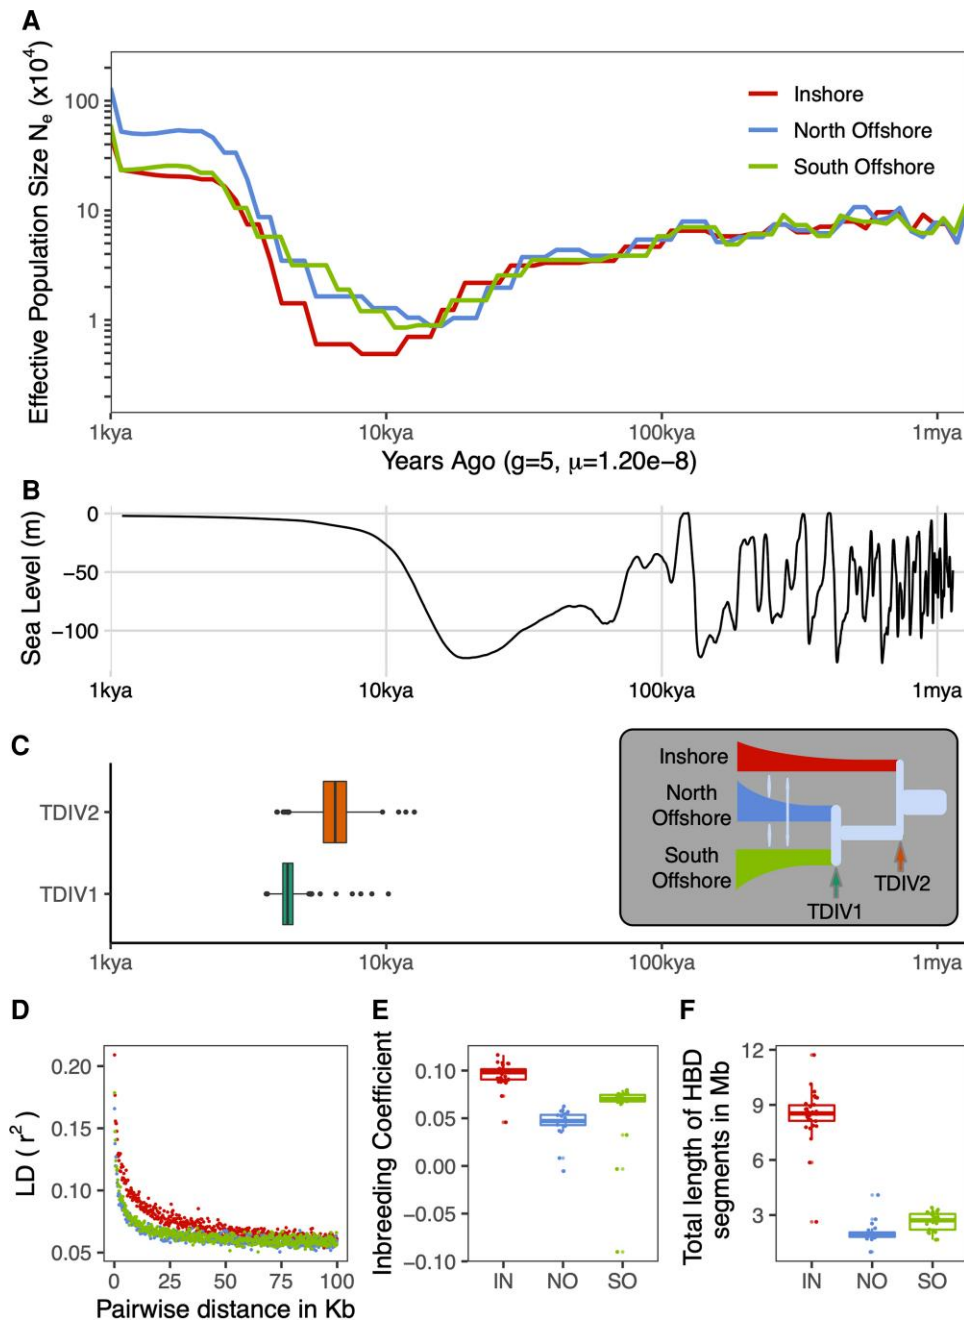 A
Effective Population Size Ne (x10⁴)
100
10
1
Inshore
North Offshore
South Offshore
1kya
10kya
100kya
1mya
Years Ago (g=5, μ=1.20e−8)
B
Sea Level (m)
0
−50
−100
1kya
10kya
100kya
1mya
C
TDIV2
TDIV1
1kya
10kya
100kya
1mya
Inshore
North
Offshore
South
Offshore
TDIV2
TDIV1
D
LD ( r² )
0.20
0.15
0.10
0.05
0
25
50
75
100
Pairwise distance in Kb
E
Inbreeding Coefficient
0.10
0.05
0.00
−0.05
−0.10
IN
NO
SO
F
Total length of HBD
segments in Mb
12
9
6
3
IN
NO
SO